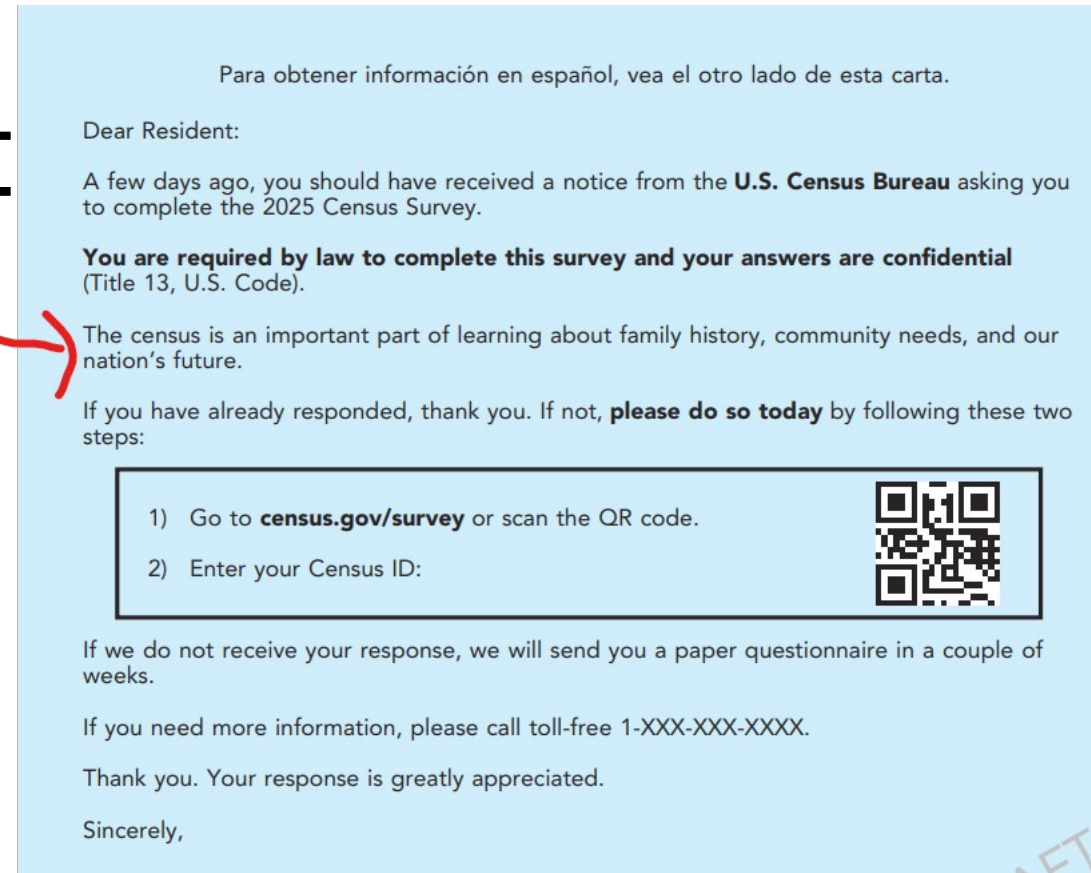 Para obtener información en español, vea el otro lado de esta carta.
Dear Resident:
A few days ago, you should have received a notice from the U.S. Census Bureau asking you
to complete the 2025 Census Survey.
You are required by law to complete this survey and your answers are confidential
(Title 13, U.S. Code).
The census is an important part of learning about family history, community needs, and our
nation's future.
If you have already responded, thank you. If not, please do so today by following these two
steps:
1) Go to census.gov/survey or scan the QR code.
2) Enter your Census ID:
If we do not receive your response, we will send you a paper questionnaire in a couple of
weeks.
If you need more information, please call toll-free 1-XXX-XXX-XXXX.
Thank you. Your response is greatly appreciated.
Sincerely,